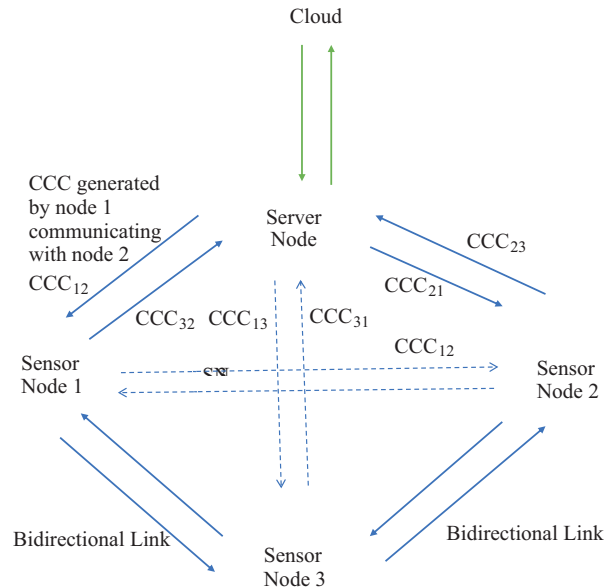 Cloud
CCC generated
by node 1
communicating
with node 2
CCC₁₂
Server
Node
CCC₂₃
CCC₂₁
CCC₃₂
CCC₁₃
CCC₃₁
CCC₁₂
Sensor
Node 1
Sensor
Node 2
Bidirectional Link
Bidirectional Link
Sensor
Node 3